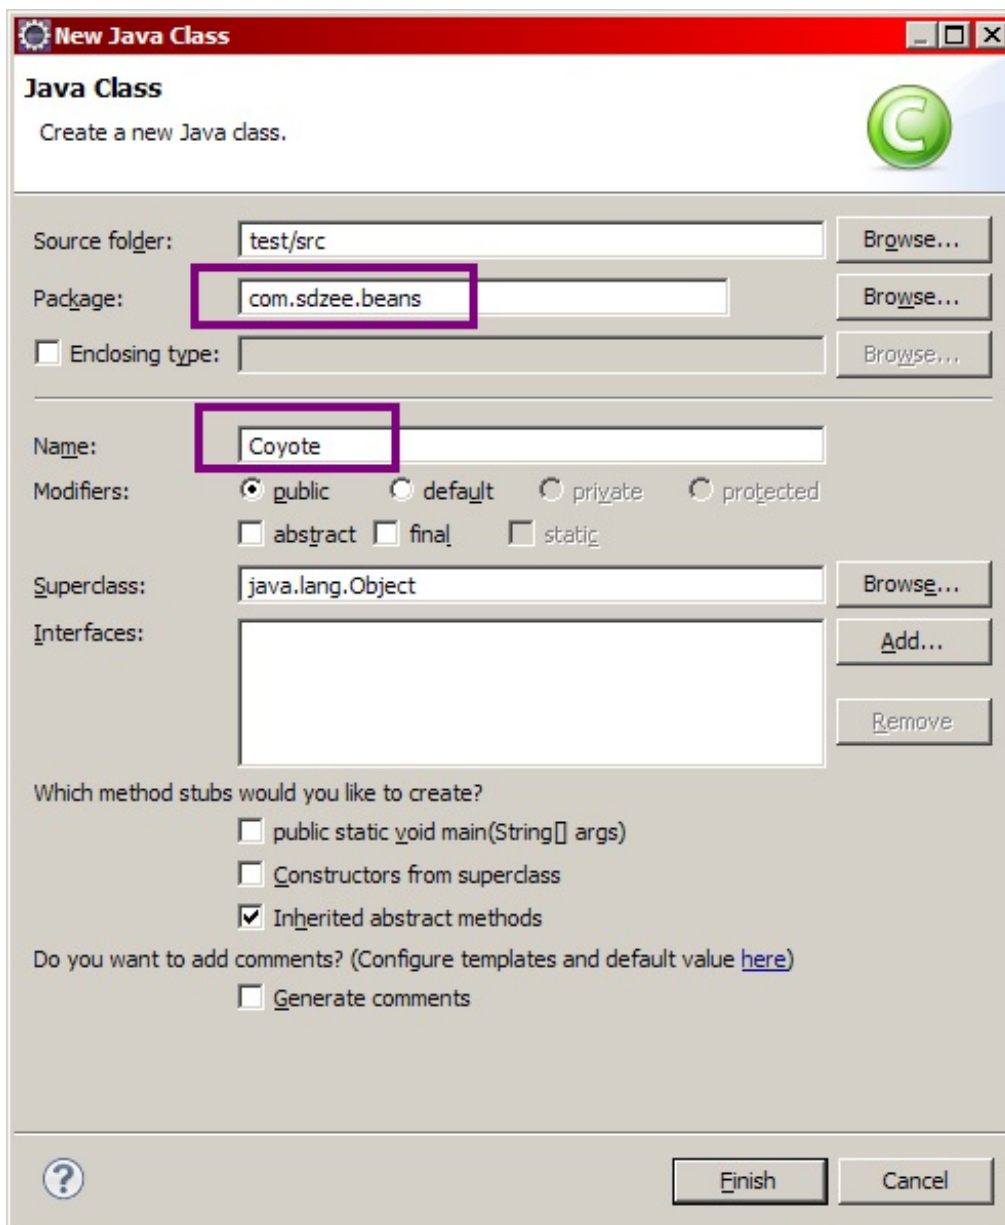 New Java Class
Java Class
Create a new Java class.
C
Source folder: test/src Browse...
Package: com.sdzee.beans Browse...
Enclosing type: Browse...
Name: Coyote
Modifiers: public default private protected
abstract final static
Superclass: java.lang.Object Browse...
Interfaces: Add...
Remove
Which method stubs would you like to create?
public static void main(String[] args)
Constructors from superclass
Inherited abstract methods
Do you want to add comments? (Configure templates and default value here)
Generate comments
? Finish Cancel